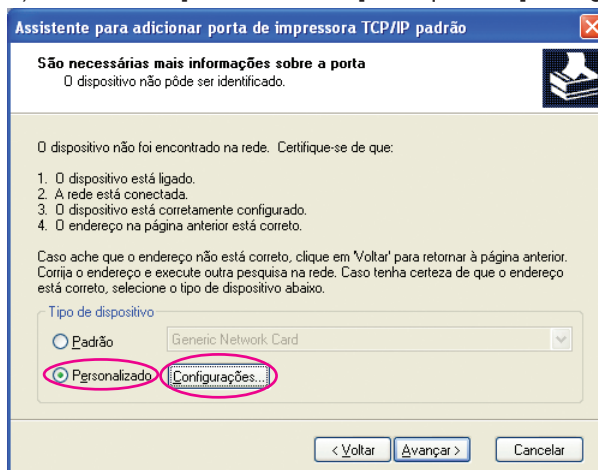 Assistente para adicionar porta de impressora TCP/IP padrão
São necessárias mais informações sobre a porta
O dispositivo não pôde ser identificado.
O dispositivo não foi encontrado na rede. Certifique-se de que:
1. O dispositivo está ligado.
2. A rede está conectada.
3. O dispositivo está corretamente configurado.
4. O endereço na página anterior está correto.
Caso ache que o endereço não está correto, clique em 'Voltar' para retornar à página anterior.
Corrija o endereço e execute outra pesquisa na rede. Caso tenha certeza de que o endereço
está correto, selecione o tipo de dispositivo abaixo.
Tipo de dispositivo
Padrão Generic Network Card
Personalizado Configurações...
< Voltar Avançar > Cancelar